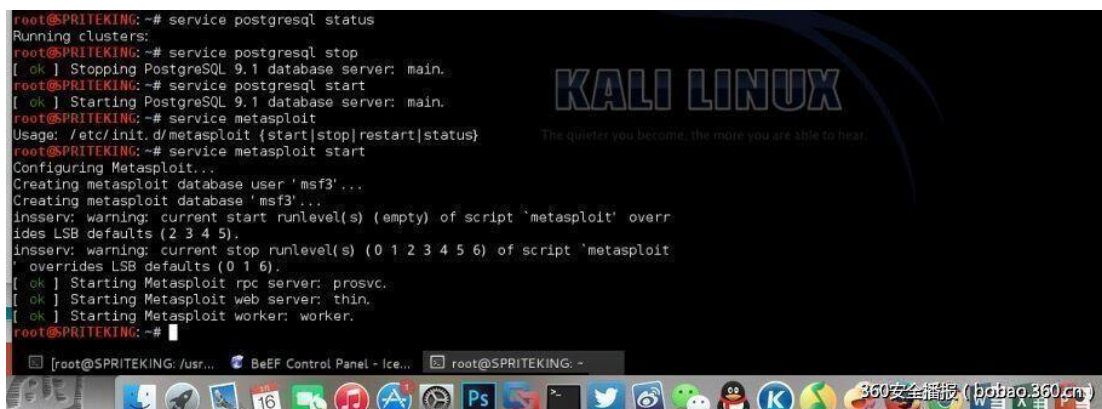 root@SPRITEKING:~# service postgresql status
Running clusters:
root@SPRITEKING:~# service postgresql stop
[ ok ] Stopping PostgreSQL 9.1 database server: main.
root@SPRITEKING:~# service postgresql start
[ ok ] Starting PostgreSQL 9.1 database server: main.
root@SPRITEKING:~# service metasploit
Usage: /etc/init.d/metasploit {start|stop|restart|status}
root@SPRITEKING:~# service metasploit start
Configuring Metasploit...
Creating metasploit database user 'msf3'...
Creating metasploit database 'msf3'...
insserv: warning: current start runlevel(s) (empty) of script `metasploit' overr
ides LSB defaults (2 3 4 5).
insserv: warning: current stop runlevel(s) (0 1 2 3 4 5 6) of script `metasploit
' overrides LSB defaults (0 1 6).
[ ok ] Starting Metasploit rpc server: prosvc.
[ ok ] Starting Metasploit web server: thin.
[ ok ] Starting Metasploit worker: worker.
root@SPRITEKING:~#
KALI LINUX
The quieter you become, the more you are able to hear.
[root@SPRITEKING: /usr... BeEF Control Panel - Ice... root@SPRITEKING: ~
16 Ps K
360安全播报(bobao.360.cn)